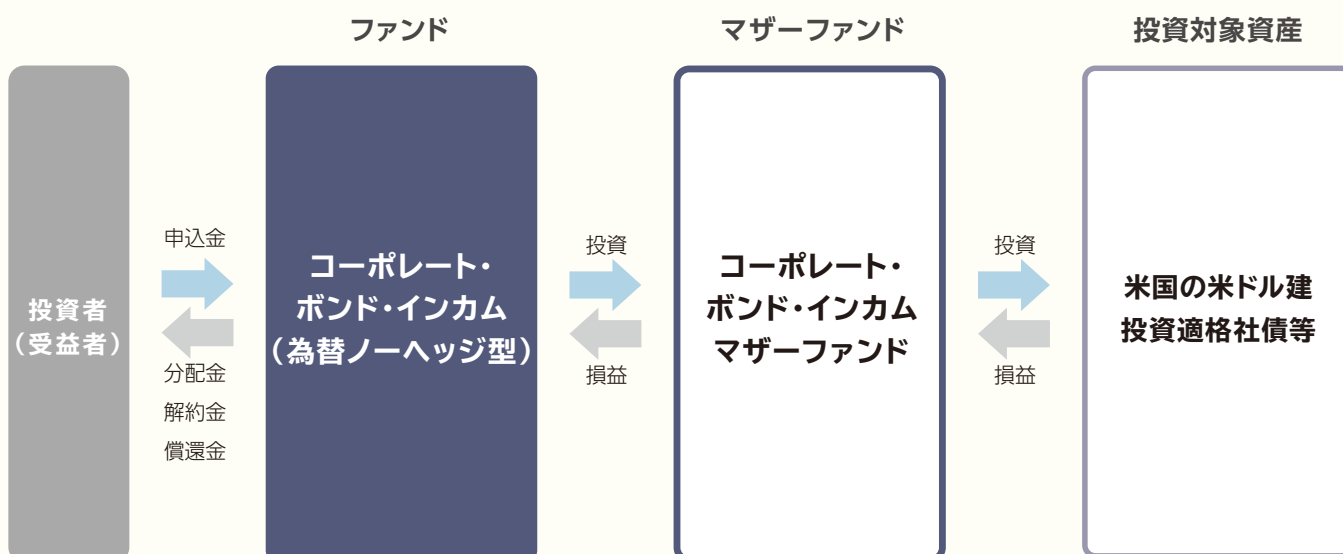 ファンド
マザーファンド
投資対象資産
投資者
(受益者)
申込金
分配金
解約金
償還金
コーポレート・
ボンド・インカム
(為替ノーヘッジ型)
投資
損益
コーポレート・
ボンド・インカム
マザーファンド
投資
損益
米国の米ドル建
投資適格社債等